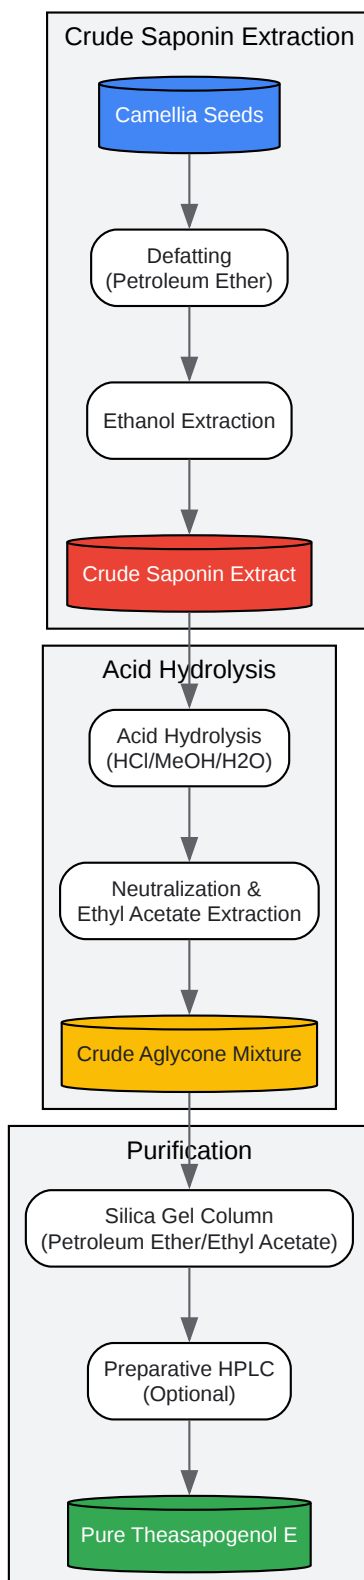 Crude Saponin Extraction
Camellia Seeds
Defatting
(Petroleum Ether)
Ethanol Extraction
Crude Saponin Extract
Acid Hydrolysis
Acid Hydrolysis
(HCl/MeOH/H2O)
Neutralization &
Ethyl Acetate Extraction
Crude Aglycone Mixture
Purification
Silica Gel Column
(Petroleum Ether/Ethyl Acetate)
Preparative HPLC
(Optional)
Pure Theasapogenol E